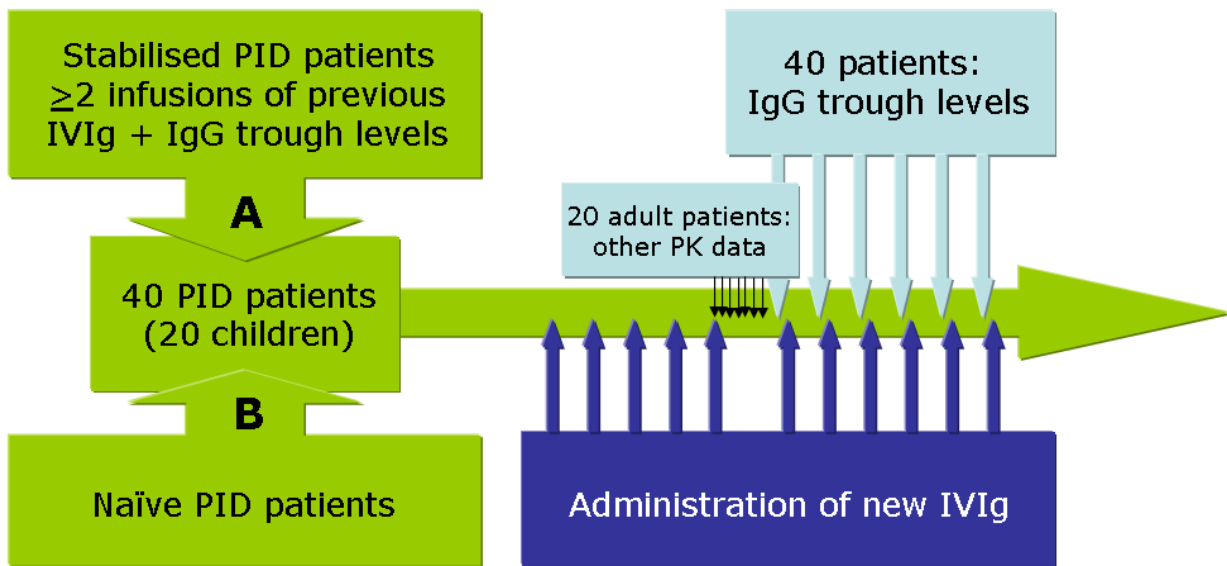 Stabilised PID patients
≥2 infusions of previous
IVIg + IgG trough levels
A
40 PID patients
(20 children)
B
Naïve PID patients
40 patients:
IgG trough levels
20 adult patients:
other PK data
Administration of new IVIg